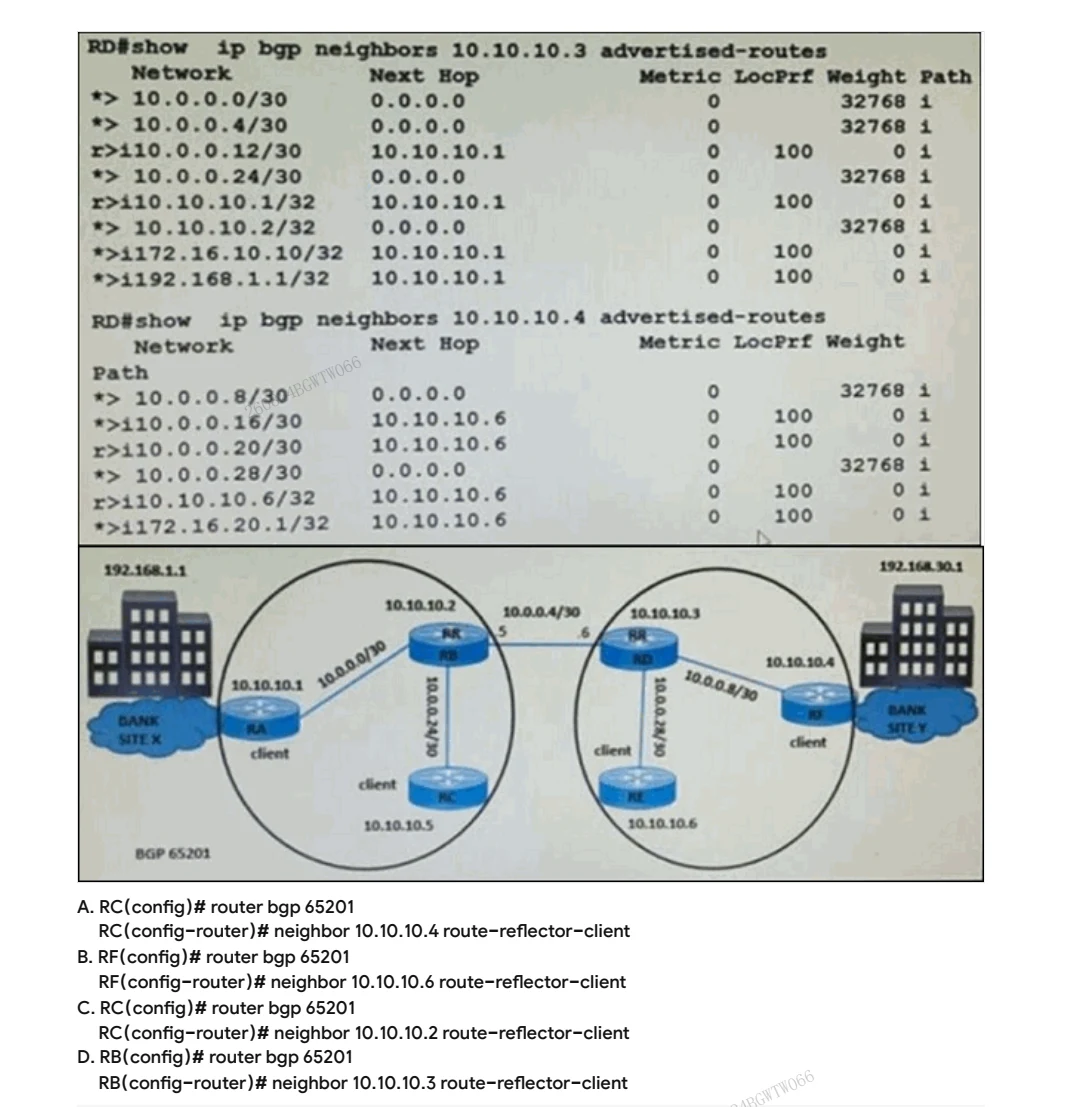 RD#show ip bgp neighbors 10.10.10.3 advertised-routes
Network Next Hop Metric LocPrf Weight Path
*> 10.0.0.0/30 0.0.0.0 0 32768 i
*> 10.0.0.4/30 0.0.0.0 0 32768 i
r>i10.0.0.12/30 10.10.10.1 0 100 0 i
*> 10.0.0.24/30 0.0.0.0 0 32768 i
r>i10.10.10.1/32 10.10.10.1 0 100 0 i
*> 10.10.10.2/32 0.0.0.0 0 32768 i
*>i172.16.10.10/32 10.10.10.1 0 100 0 i
*>i192.168.1.1/32 10.10.10.1 0 100 0 i
RD#show ip bgp neighbors 10.10.10.4 advertised-routes
Network Next Hop Metric LocPrf Weight
Path
*> 10.0.0.8/30 0.0.0.0 0 32768 i
*>i10.0.0.16/30 10.10.10.6 0 100 0 i
r>i10.0.0.20/30 10.10.10.6 0 100 0 i
*> 10.0.0.28/30 0.0.0.0 0 32768 i
r>i10.10.10.6/32 10.10.10.6 0 100 0 i
*>i172.16.20.1/32 10.10.10.6 0 100 0 i
192.168.1.1
192.168.30.1
10.10.10.2
10.0.0.4/30
10.10.10.3
RR
.5
.6
RR
RB
RD
10.0.0.0/30
10.0.0.8/30
10.10.10.4
10.10.10.1
10.0.0.24/30
10.0.0.28/30
BANK
SITE X
RA
client
RF
client
BANK
SITE Y
client
RC
10.10.10.5
client
RE
10.10.10.6
BGP 65201
A. RC(config)# router bgp 65201
RC(config-router)# neighbor 10.10.10.4 route-reflector-client
B. RF(config)# router bgp 65201
RF(config-router)# neighbor 10.10.10.6 route-reflector-client
C. RC(config)# router bgp 65201
RC(config-router)# neighbor 10.10.10.2 route-reflector-client
D. RB(config)# router bgp 65201
RB(config-router)# neighbor 10.10.10.3 route-reflector-client